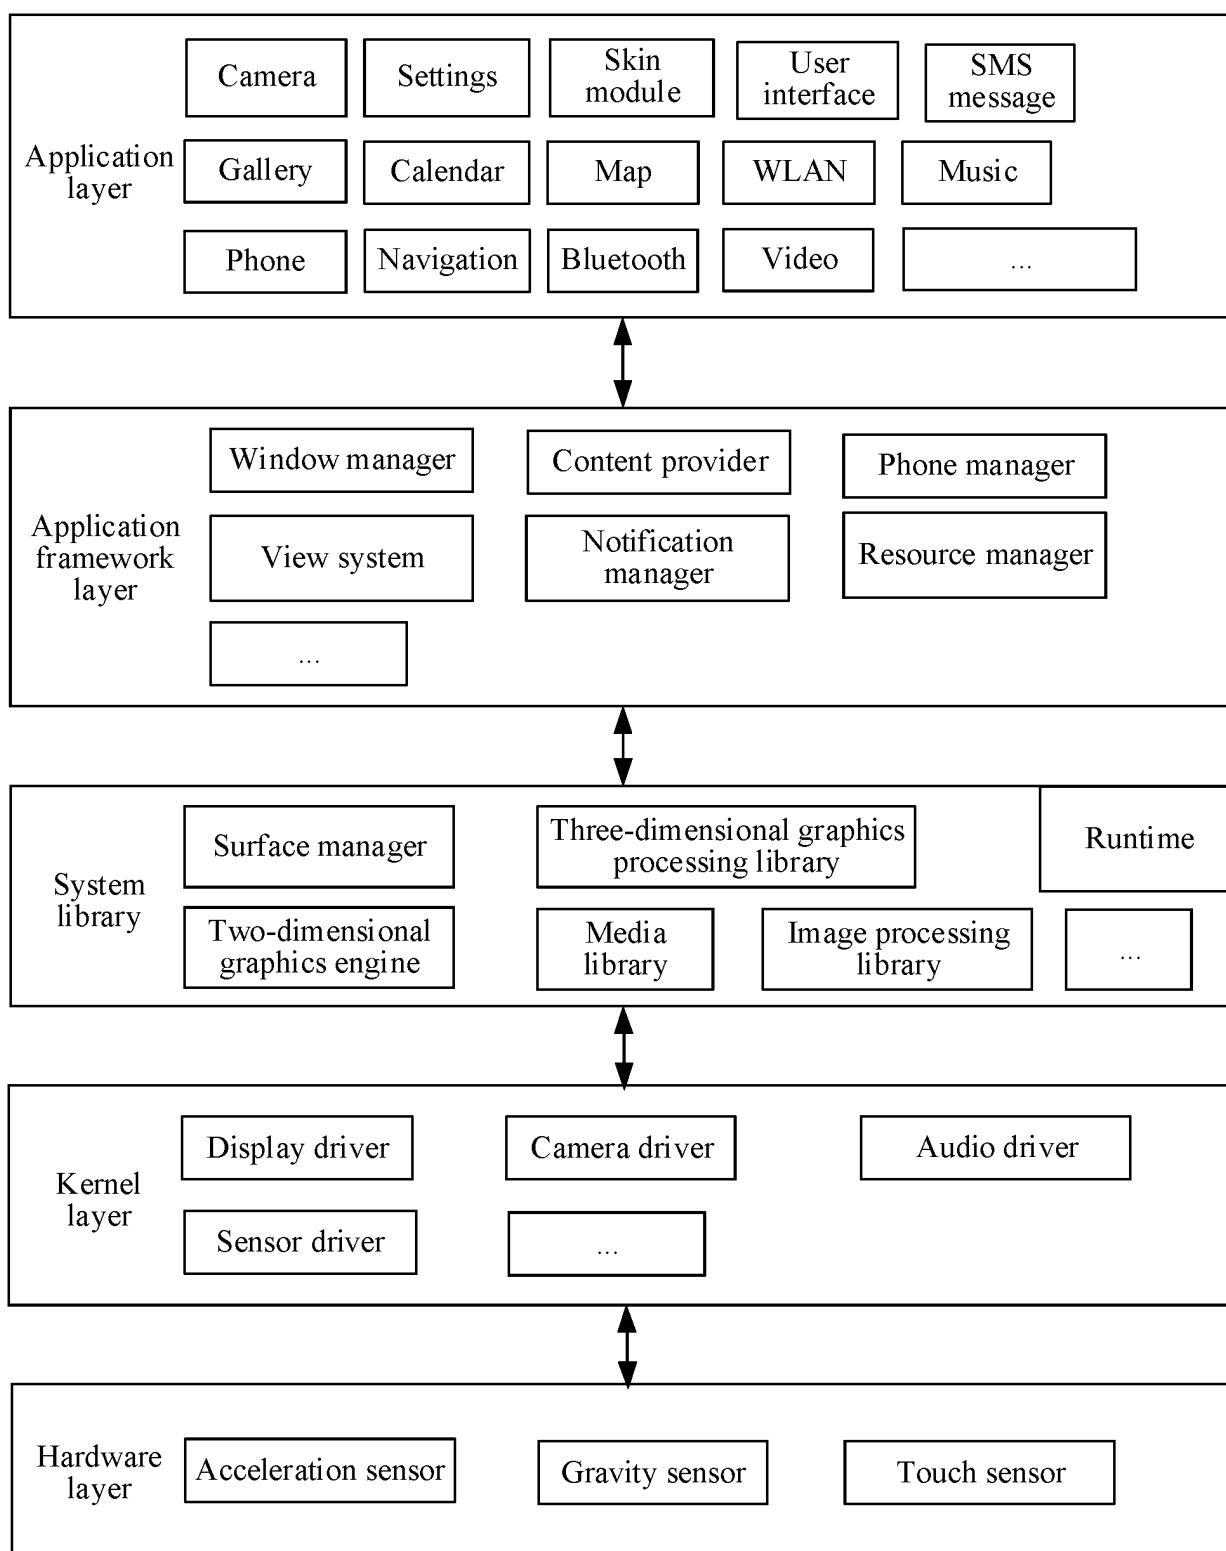 Camera
Settings
Skin
module
User
interface
SMS
message
Application
layer
Gallery
Calendar
Map
WLAN
Music
Phone
Navigation
Bluetooth
Video
...
Window manager
Content provider
Phone manager
Application
framework
layer
View system
Notification
manager
Resource manager
...
Surface manager
Three-dimensional graphics
processing library
Runtime
System
library
Two-dimensional
graphics engine
Media
library
Image processing
library
...
Display driver
Camera driver
Audio driver
Kernel
layer
Sensor driver
...
Hardware
layer
Acceleration sensor
Gravity sensor
Touch sensor